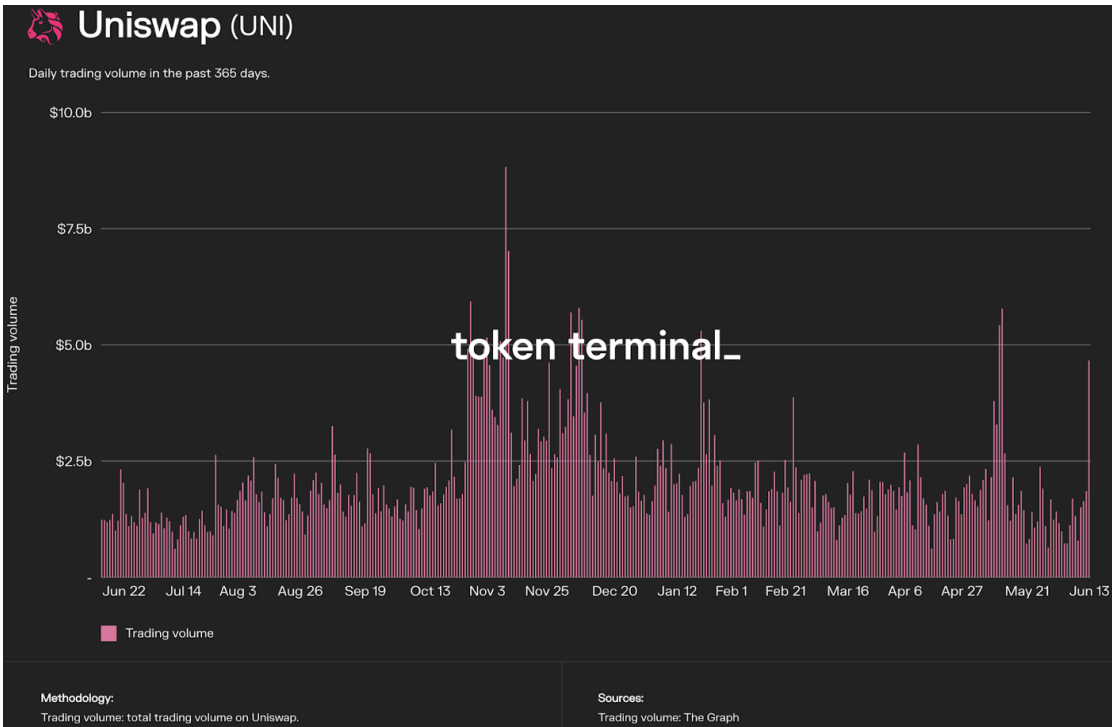 Uniswap (UNI)
Daily trading volume in the past 365 days.
$10.0b
$7.5b
$5.0b
$2.5b
-
Trading volume
token terminal_
Jun 22 Jul 14 Aug 3 Aug 26 Sep 19 Oct 13 Nov 3 Nov 25 Dec 20 Jan 12 Feb 1 Feb 21 Mar 16 Apr 6 Apr 27 May 21 Jun 13
Trading volume
Methodology:
Trading volume: total trading volume on Uniswap.
Sources:
Trading volume: The Graph